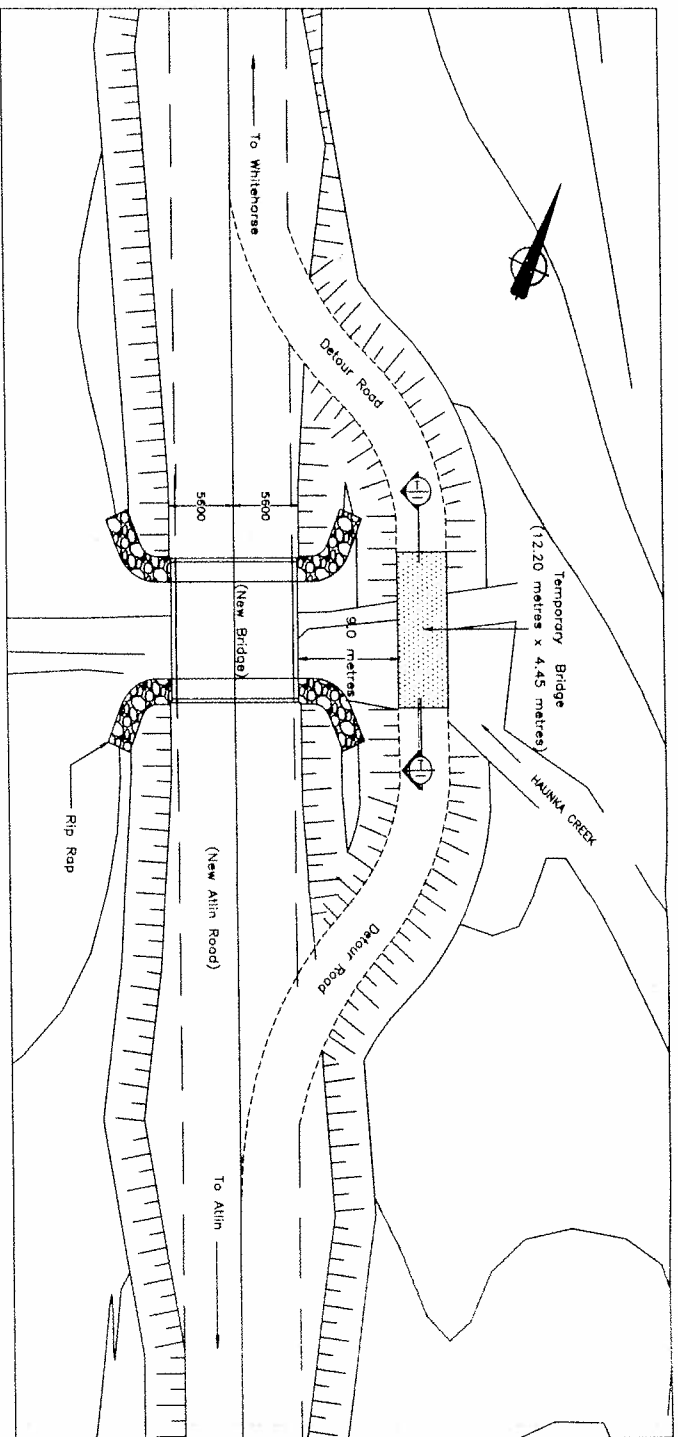 Temporary Bridge
(12.20 metres x 4.45 metres)
HAUNKA CREEK
Detour Road
Detour Road
9.0 metres
To Whitehorse
5600
5600
(New Bridge)
(New Atlin Road)
To Atlin
Rip Rap